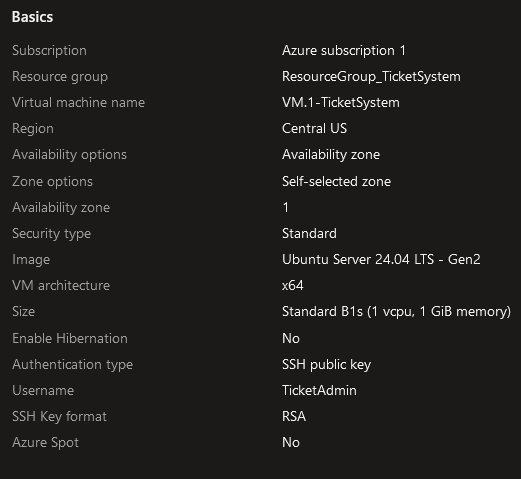 Basics
Subscription Azure subscription 1
Resource group ResourceGroup_TicketSystem
Virtual machine name VM.1-TicketSystem
Region Central US
Availability options Availability zone
Zone options Self-selected zone
Availability zone 1
Security type Standard
Image Ubuntu Server 24.04 LTS - Gen2
VM architecture x64
Size Standard B1s (1 vcpu, 1 GiB memory)
Enable Hibernation No
Authentication type SSH public key
Username TicketAdmin
SSH Key format RSA
Azure Spot No